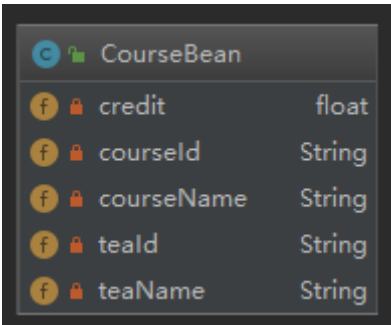 C CourseBean
f credit float
f courseId String
f courseName String
f teaId String
f teaName String